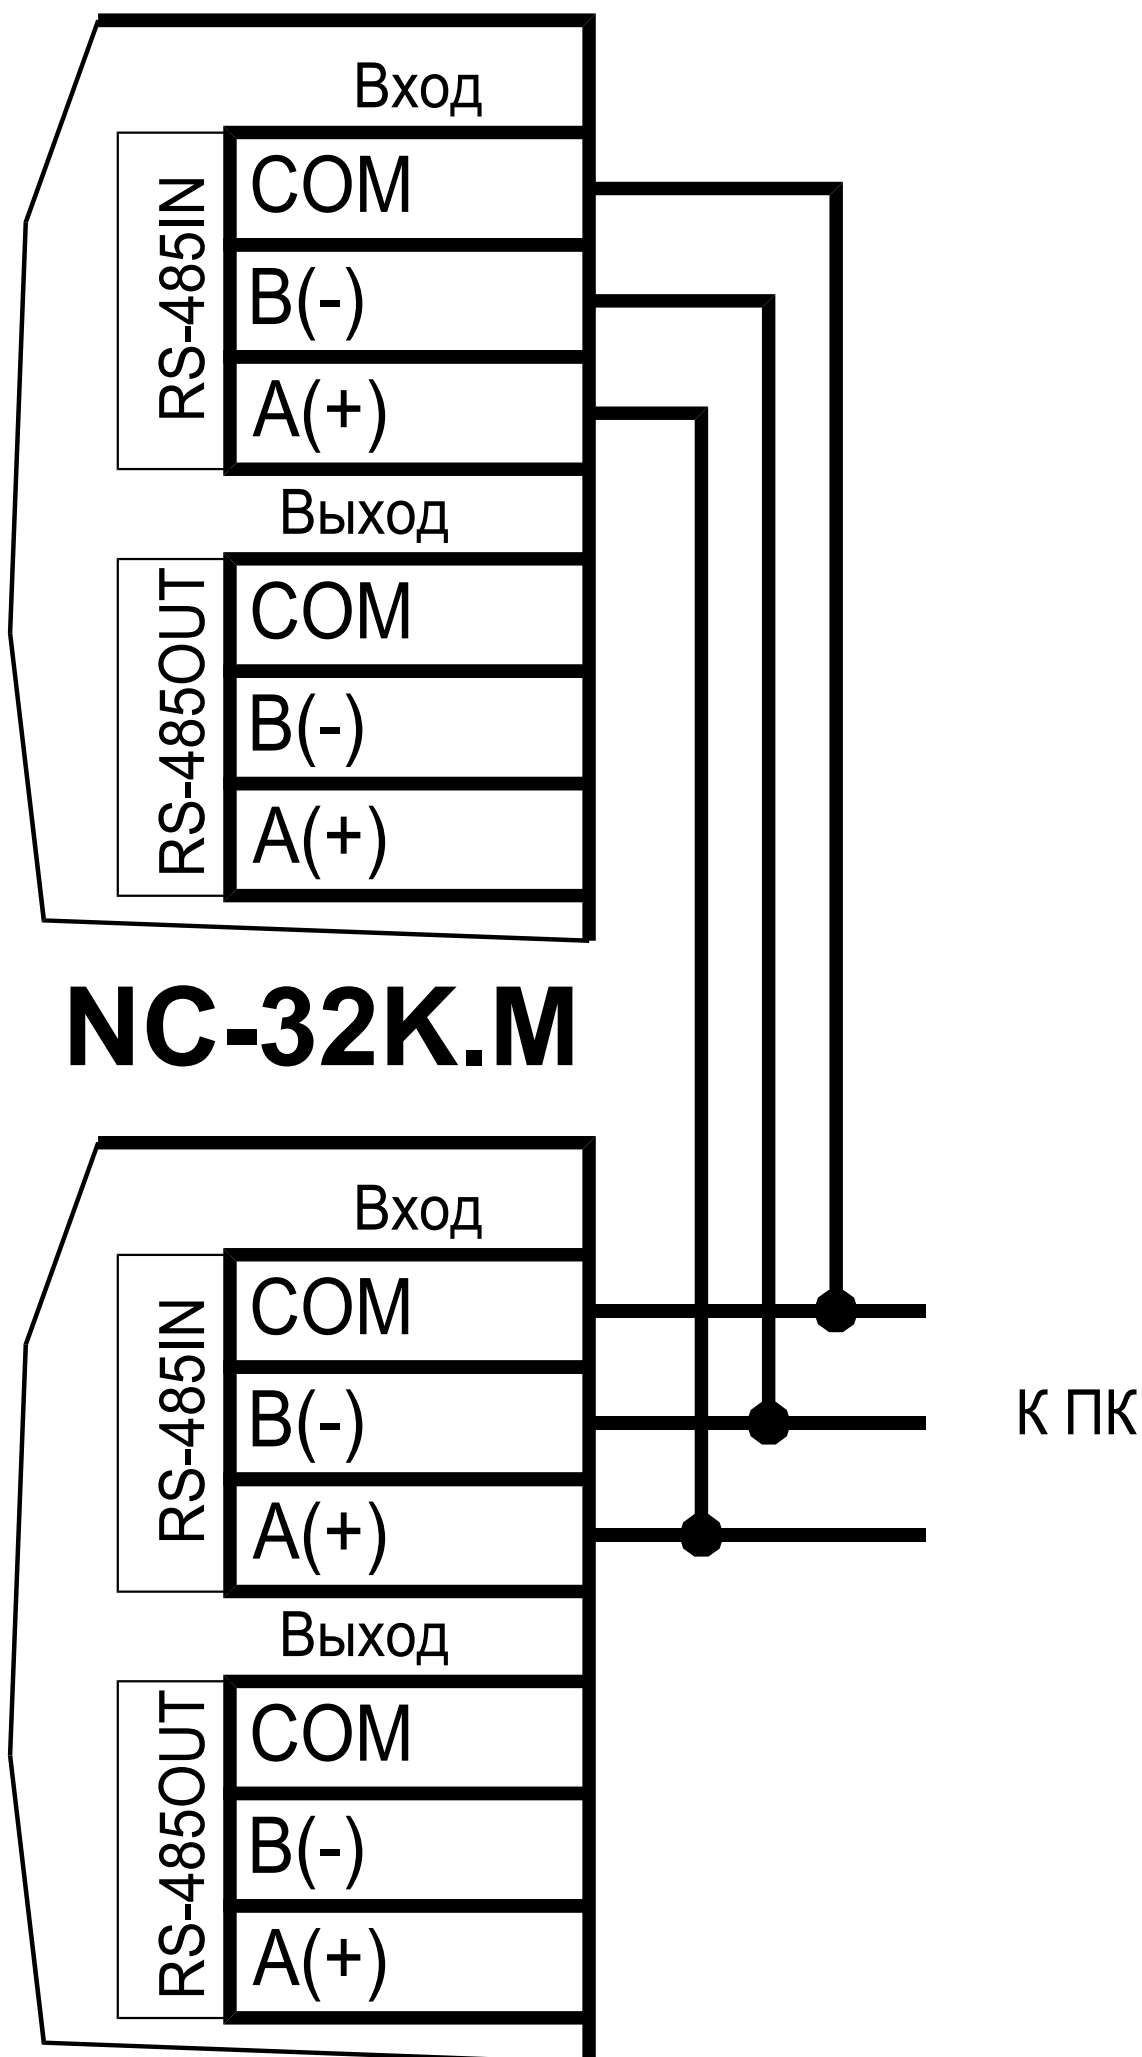 Вход
RS-485IN
COM
B(-)
A(+)
Выход
RS-485OUT
COM
B(-)
A(+)
NC-32K.M
Вход
RS-485IN
COM
B(-)
A(+)
К ПК
Выход
RS-485OUT
COM
B(-)
A(+)